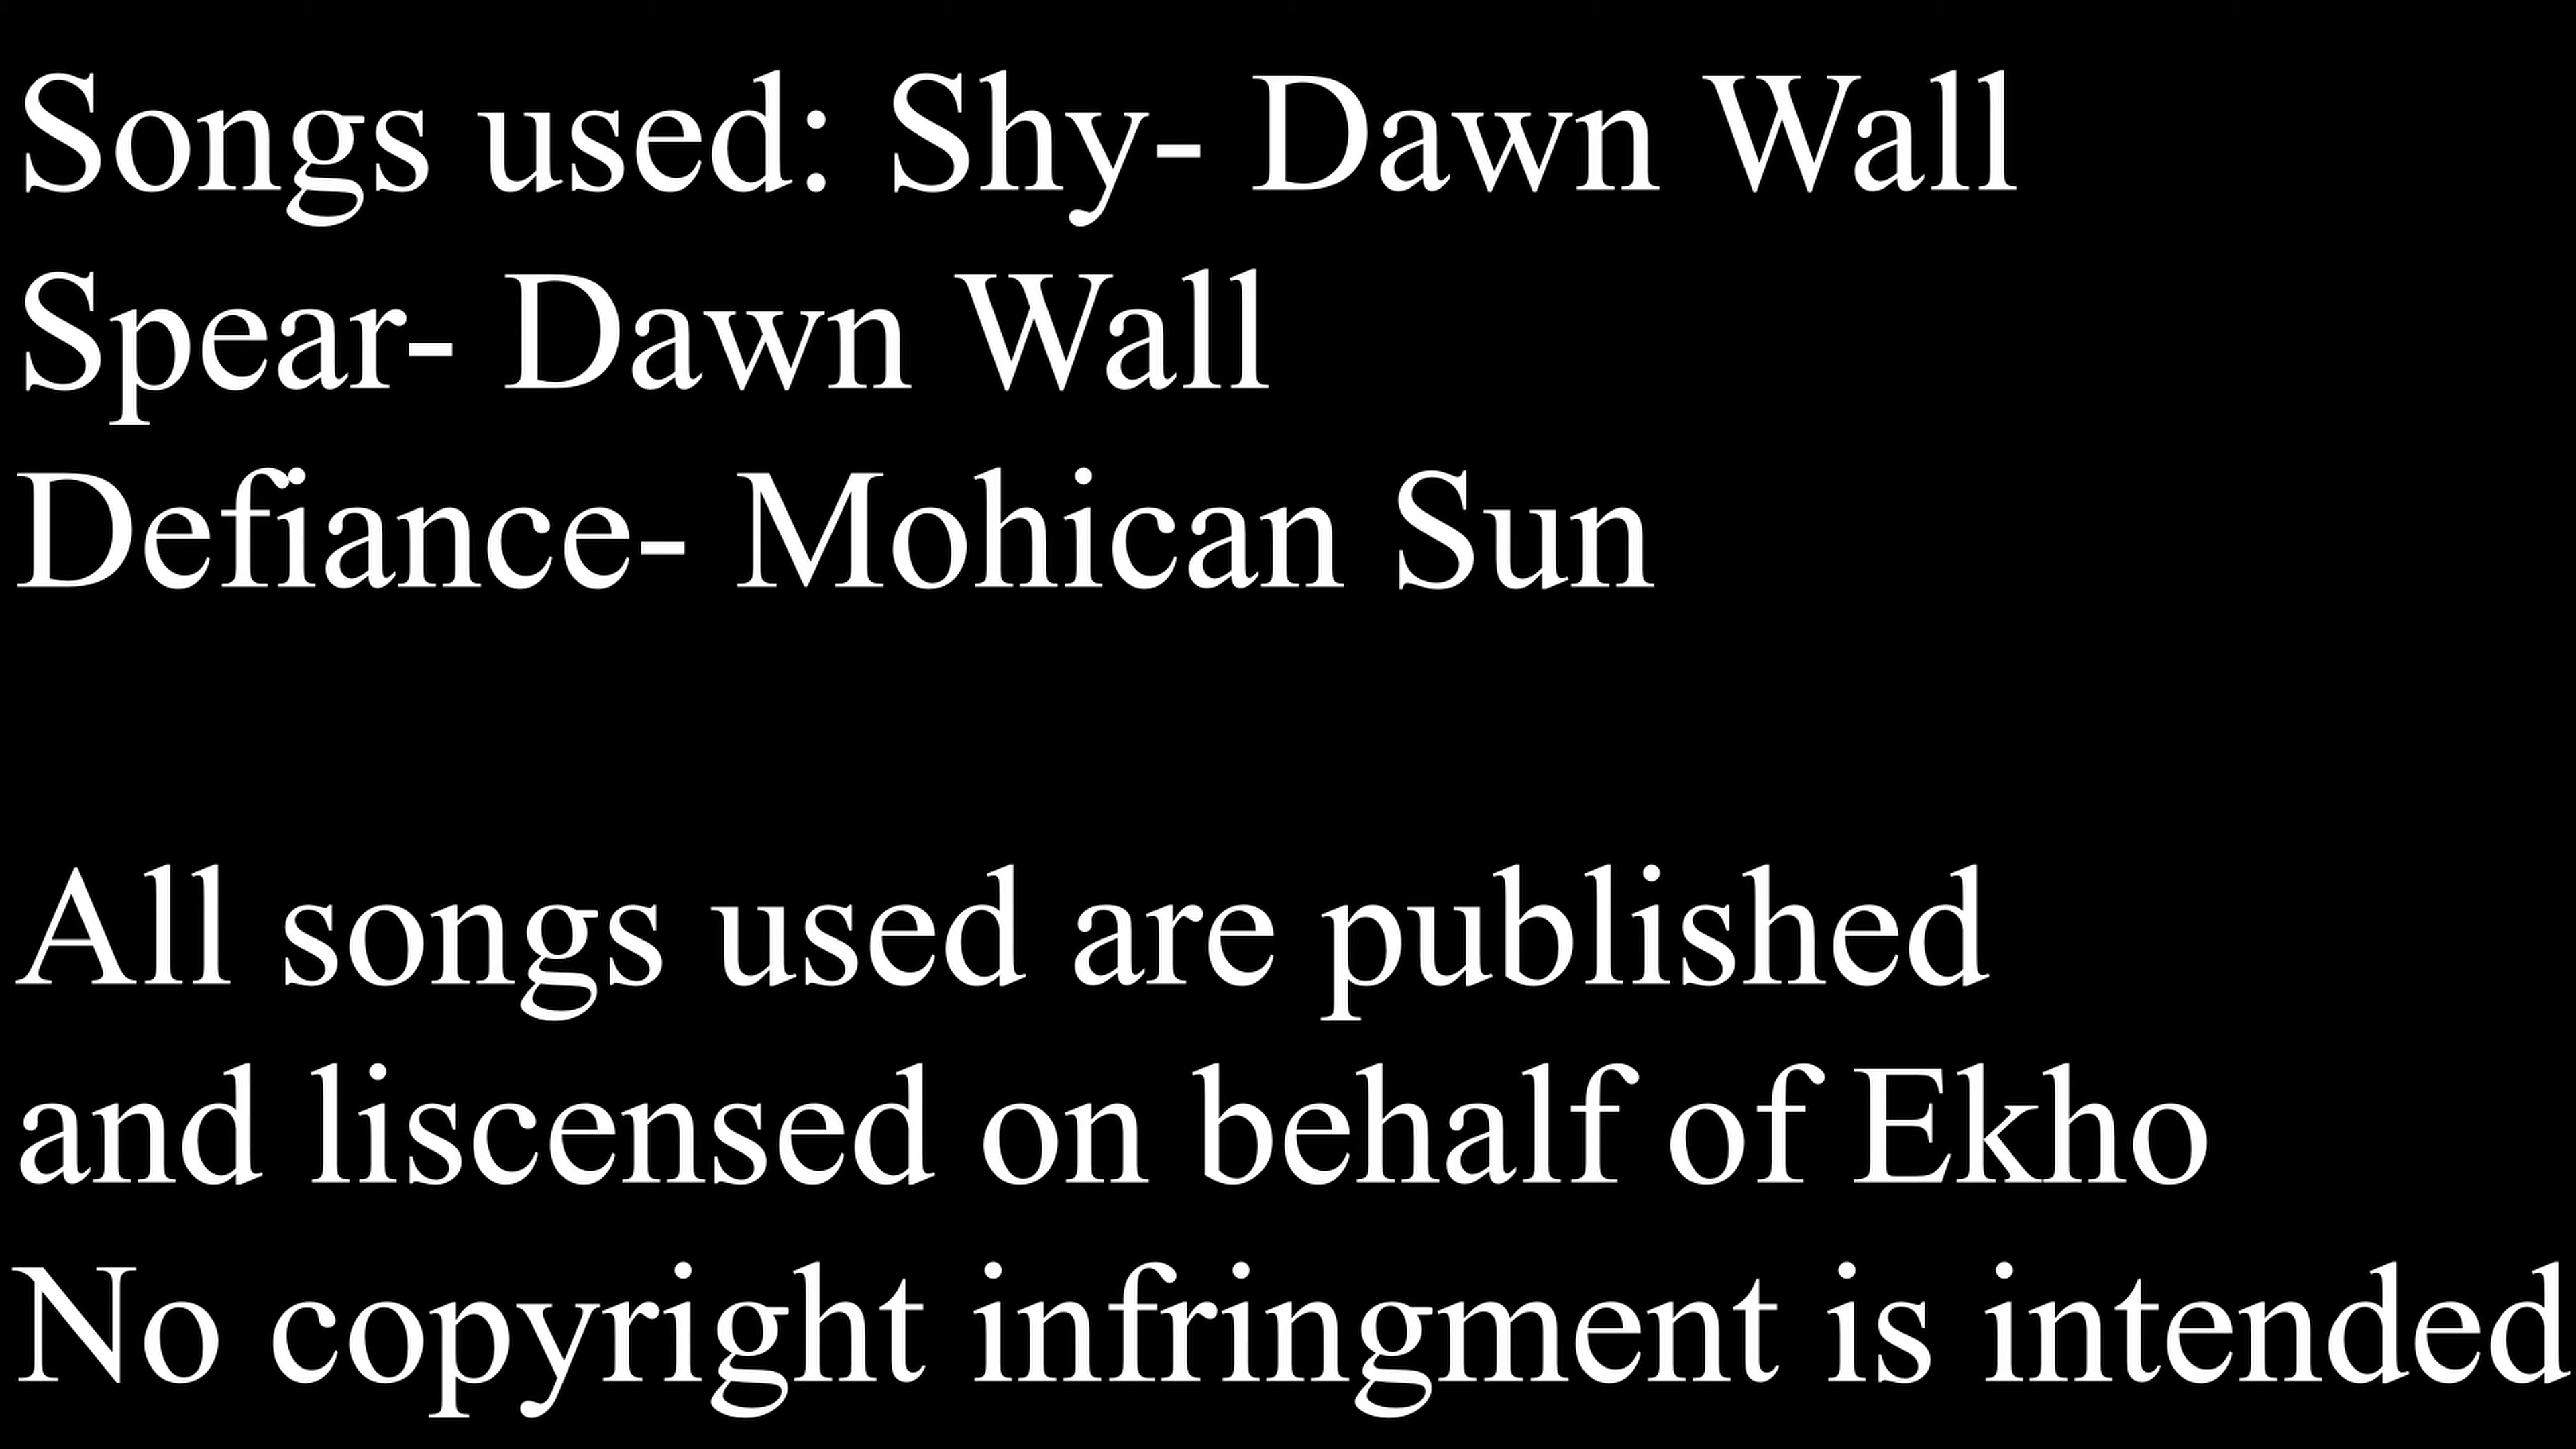 Songs used: Shy- Dawn Wall
Spear- Dawn Wall
Defiance- Mohican Sun
All songs used are published
and liscensed on behalf of Ekho
No copyright infringment is intended